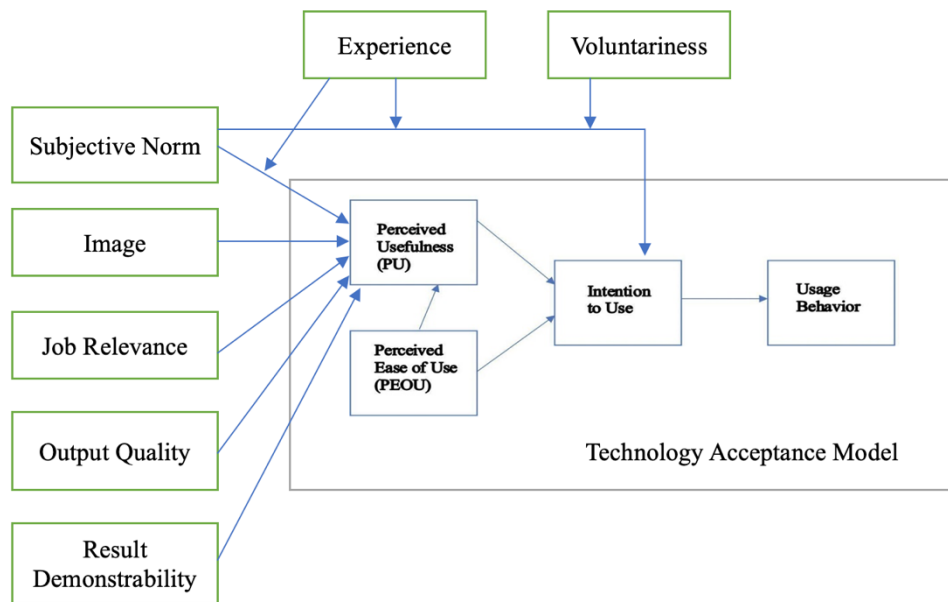 Experience
Voluntariness
Subjective Norm
Image
Job Relevance
Output Quality
Result
Demonstrability
Perceived
Usefulness
(PU)
Perceived
Ease of Use
(PEOU)
Intention
to Use
Usage
Behavior
Technology Acceptance Model